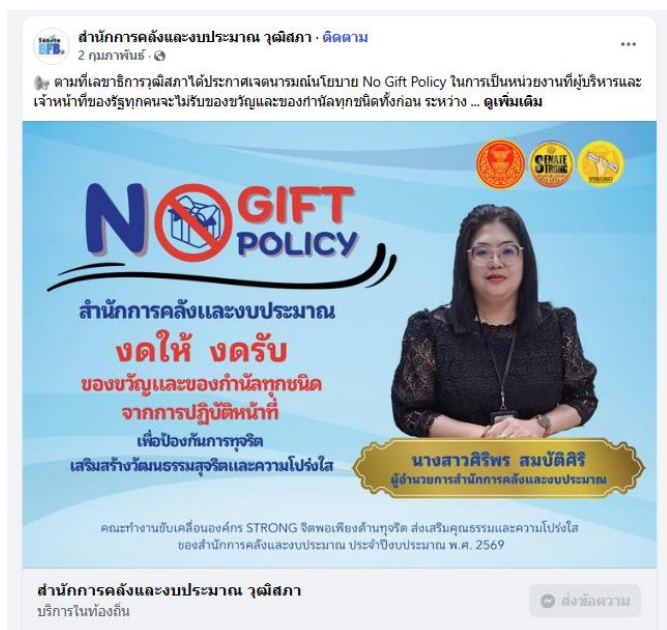 สำนักการคลังและงบประมาณ วุฒิสภา · ติดตาม
2 กุมภาพันธ์ ·
ตามที่เลขาธิการวุฒิสภาได้ประกาศเจตนารมณ์นโยบาย No Gift Policy ในการเป็นหน่วยงานที่ผู้บริหารและ
เจ้าหน้าที่ของรัฐทุกคนจะไม่รับของขวัญและของกำนัลทุกชนิดทั้งก่อน ระหว่าง ... ดูเพิ่มเติม
SENATE
STRONG
STRONG
NO GIFT
POLICY
สำนักการคลังและงบประมาณ
งดให้ งดรับ
ของขวัญและของกำนัลทุกชนิด
จากการปฏิบัติหน้าที่
เพื่อป้องกันการทุจริต
เสริมสร้างวัฒนธรรมสุจริตและความโปร่งใส
นางสาวศิริพร สมบัติศิริ
ผู้อำนวยการสำนักการคลังและงบประมาณ
คณะทำงานขับเคลื่อนองค์กร STRONG จิตพอเพียงต้านทุจริต ส่งเสริมคุณธรรมและความโปร่งใส
ของสำนักการคลังและงบประมาณ ประจำปีงบประมาณ พ.ศ. 2569
สำนักการคลังและงบประมาณ วุฒิสภา
บริการในท้องถิ่น
ส่งข้อความ